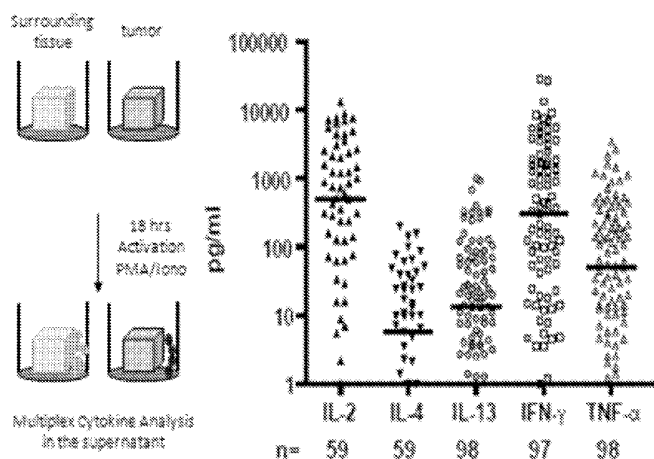 Surrounding
tissue
tumor
18 hrs
Activation
PMA/Iono
Multiplex Cytokine Analysis
in the supernatant
pg/ml
100000
10000
1000
100
10
1
IL-2 IL-4 IL-13 IFN-γ TNF-α
n= 59 59 98 97 98